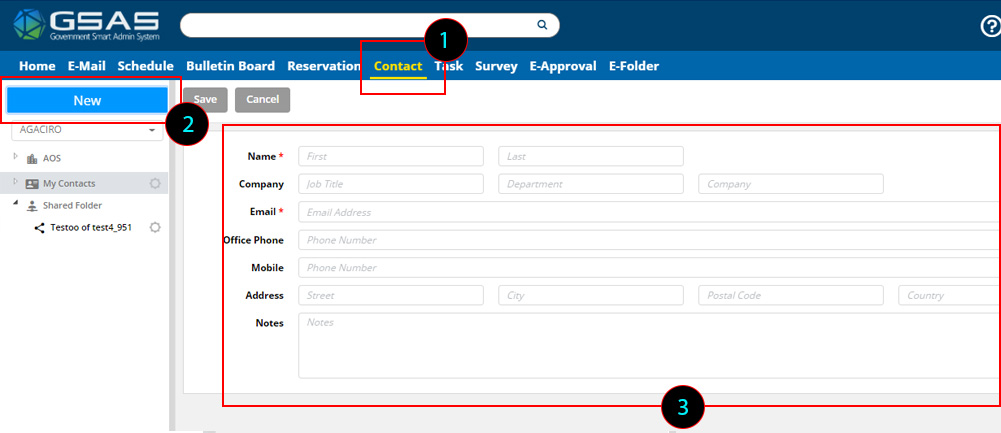 GSAS
Government Smart Admin System
1
Home E-Mail Schedule Bulletin Board Reservation Contact Task Survey E-Approval E-Folder
New
Save Cancel
2
AGACIRO
AOS
My Contacts
Shared Folder
Testoo of test4_951
Name * First Last
Company Job Title Department Company
Email * Email Address
Office Phone Phone Number
Mobile Phone Number
Address Street City Postal Code Country
Notes Notes
3